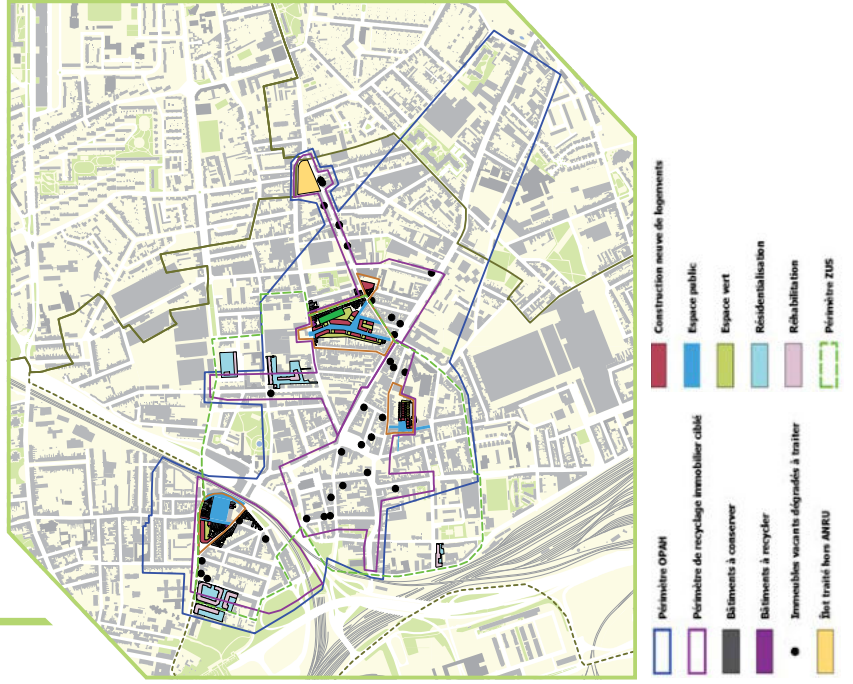 Périmètre OPAH
Périmètre de recyclage immobilier ciblé
Bâtiments à conserver
Bâtiments à recycler
Immeubles vacants dégradés à traiter
Îlot traité hors ANRU
Construction neuve de logements
Espace public
Espace vert
Résidentialisation
Réhabilitation
Périmètre ZUS